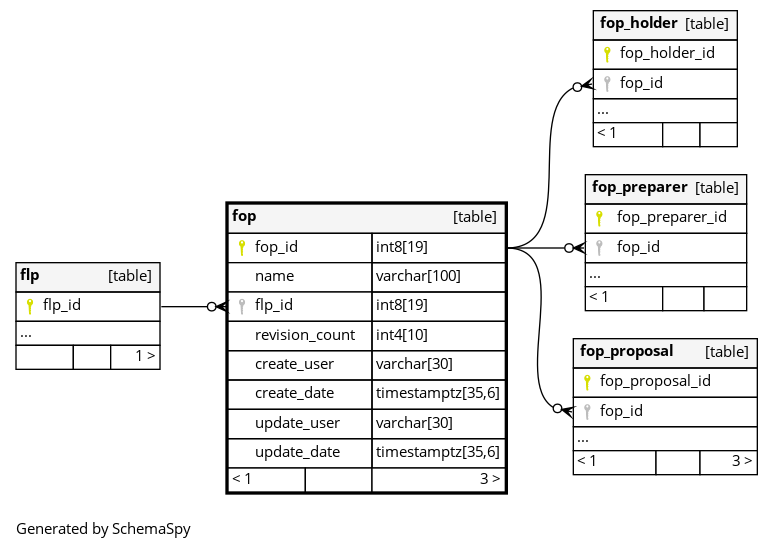 fop_holder [table]
fop_holder_id
fop_id
...
< 1
fop_preparer [table]
fop_preparer_id
fop_id
...
< 1
fop [table]
fop_id int8[19]
name varchar[100]
flp_id int8[19]
revision_count int4[10]
create_user varchar[30]
create_date timestamptz[35,6]
update_user varchar[30]
update_date timestamptz[35,6]
< 1 3 >
flp [table]
flp_id
...
1 >
fop_proposal [table]
fop_proposal_id
fop_id
...
< 1 3 >
Generated by SchemaSpy